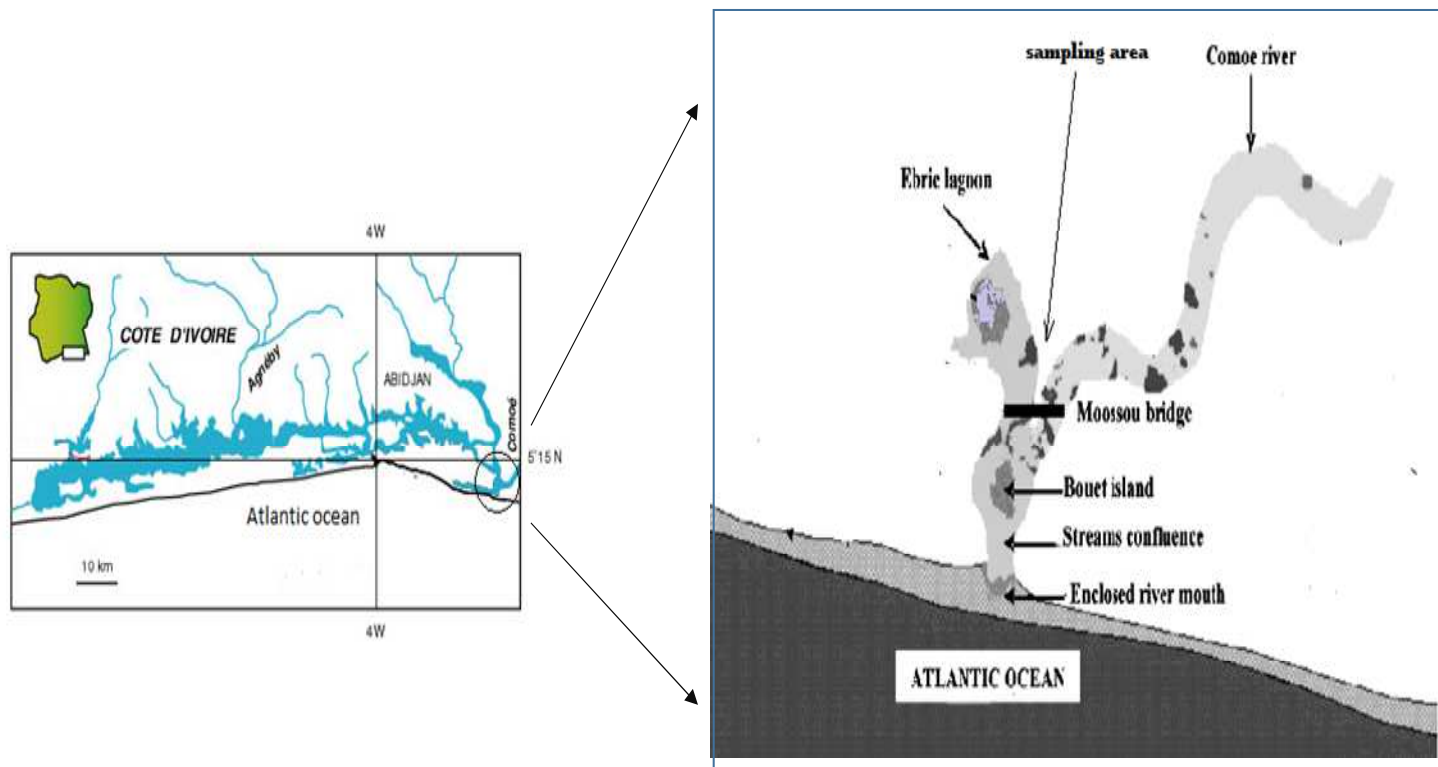 4W
COTE D'IVOIRE
Agnéby
ABIDJAN
Comoé
5°15 N
Atlantic ocean
10 km
4W
sampling area
Comoe river
Ebrie lagoon
Moossou bridge
Bouet island
Streams confluence
Enclosed river mouth
ATLANTIC OCEAN